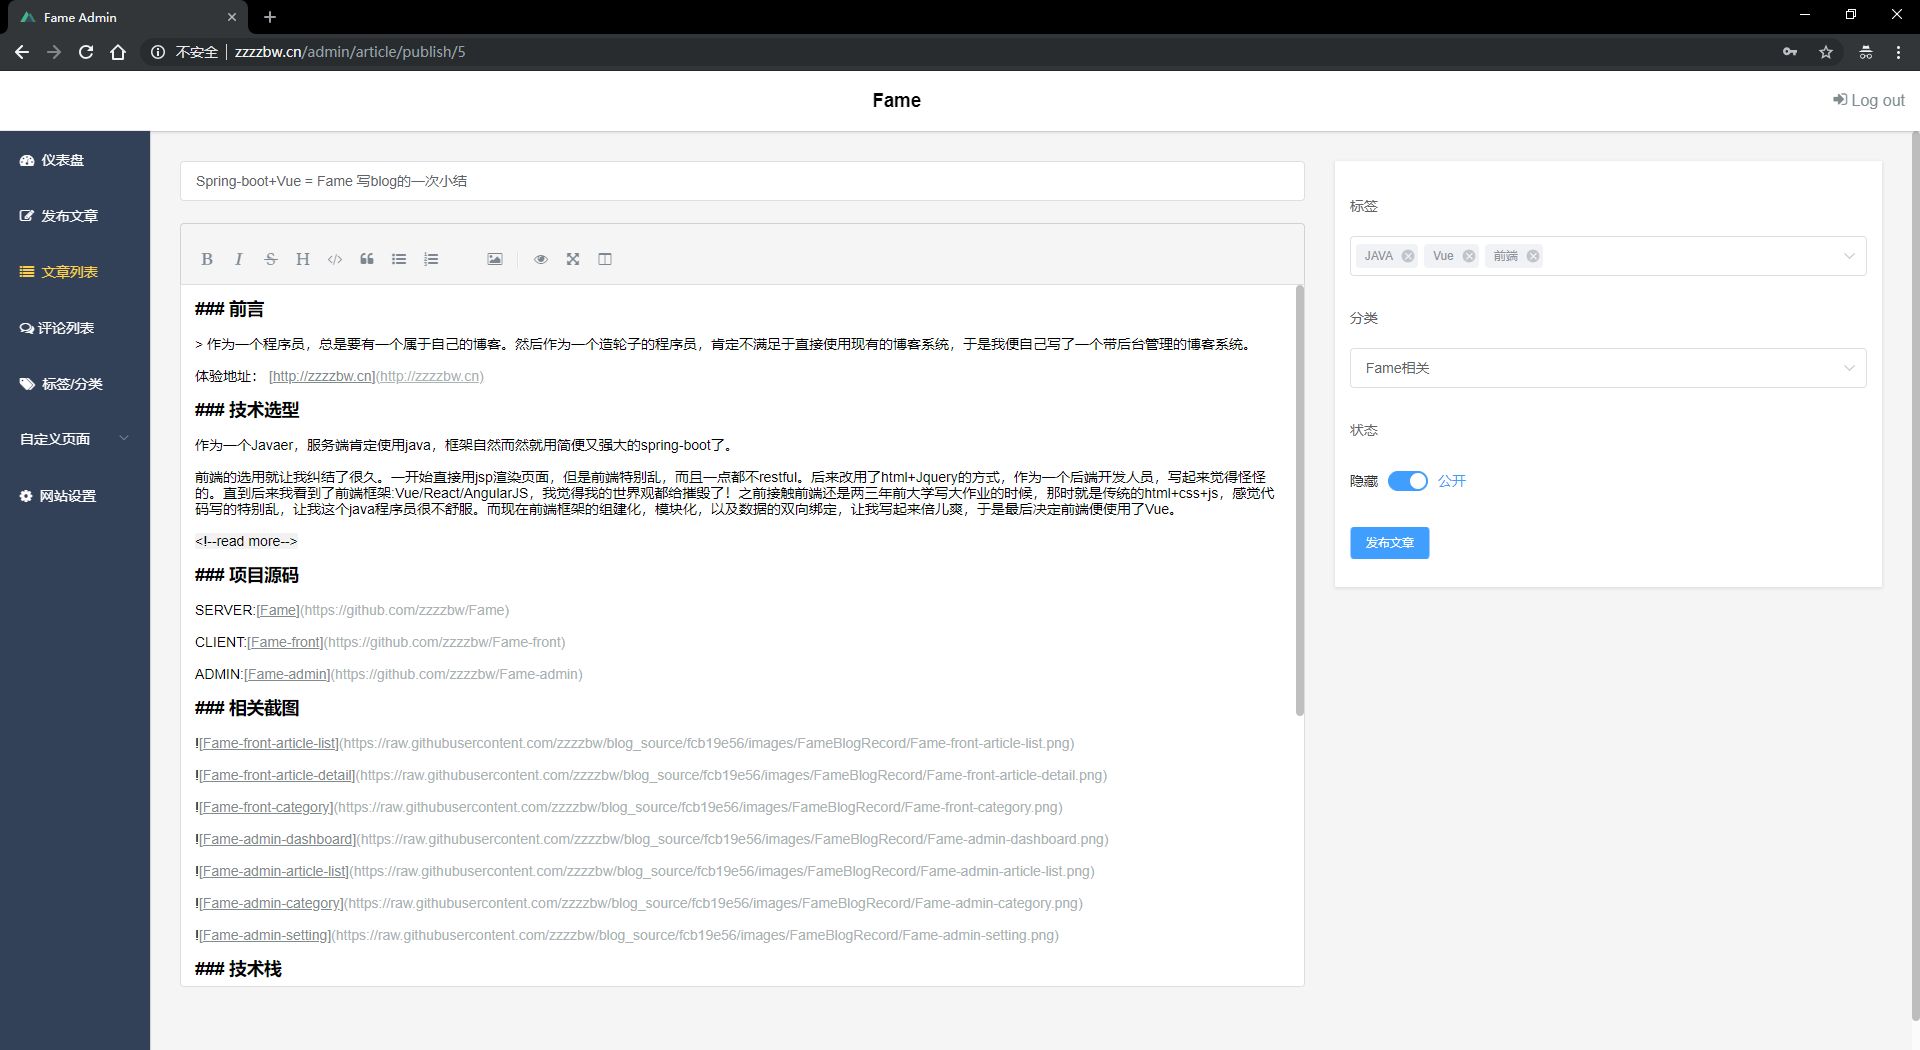 Fame Admin
不安全 | zzzzbw.cn/admin/article/publish/5
Fame
Log out
仪表盘
发布文章
文章列表
评论列表
标签/分类
自定义页面
网站设置
Spring-boot+Vue = Fame 写blog的一次小结
### 前言
> 作为一个程序员，总是要有一个属于自己的博客。然后作为一个造轮子的程序员，肯定不满足于直接使用现有的博客系统，于是我便自己写了一个带后台管理的博客系统。
体验地址： [http://zzzzbw.cn](http://zzzzbw.cn)
### 技术选型
作为一个Javaer，服务端肯定使用java，框架自然而然就用简便又强大的spring-boot了。
前端的选用就让我纠结了很久。一开始直接用jsp渲染页面，但是前端特别乱，而且一点都不restful。后来改用了html+Jquery的方式，作为一个后端开发人员，写起来觉得怪怪
的。直到后来我看到了前端框架:Vue/React/AngularJS，我觉得我的世界观都给摧毁了！之前接触前端还是两三年前大学写大作业的时候，那时就是传统的html+css+js，感觉代
码写的特别乱，让我这个java程序员很不舒服。而现在前端框架的组建化，模块化，以及数据的双向绑定，让我写起来倍儿爽，于是最后决定前端便使用了Vue。
<!--read more-->
### 项目源码
SERVER:[Fame](https://github.com/zzzzbw/Fame)
CLIENT:[Fame-front](https://github.com/zzzzbw/Fame-front)
ADMIN:[Fame-admin](https://github.com/zzzzbw/Fame-admin)
### 相关截图
![Fame-front-article-list](https://raw.githubusercontent.com/zzzzbw/blog_source/fcb19e56/images/FameBlogRecord/Fame-front-article-list.png)
![Fame-front-article-detail](https://raw.githubusercontent.com/zzzzbw/blog_source/fcb19e56/images/FameBlogRecord/Fame-front-article-detail.png)
![Fame-front-category](https://raw.githubusercontent.com/zzzzbw/blog_source/fcb19e56/images/FameBlogRecord/Fame-front-category.png)
![Fame-admin-dashboard](https://raw.githubusercontent.com/zzzzbw/blog_source/fcb19e56/images/FameBlogRecord/Fame-admin-dashboard.png)
![Fame-admin-article-list](https://raw.githubusercontent.com/zzzzbw/blog_source/fcb19e56/images/FameBlogRecord/Fame-admin-article-list.png)
![Fame-admin-category](https://raw.githubusercontent.com/zzzzbw/blog_source/fcb19e56/images/FameBlogRecord/Fame-admin-category.png)
![Fame-admin-setting](https://raw.githubusercontent.com/zzzzbw/blog_source/fcb19e56/images/FameBlogRecord/Fame-admin-setting.png)
### 技术栈
标签
JAVA Vue 前端
分类
Fame相关
状态
隐藏 公开
发布文章